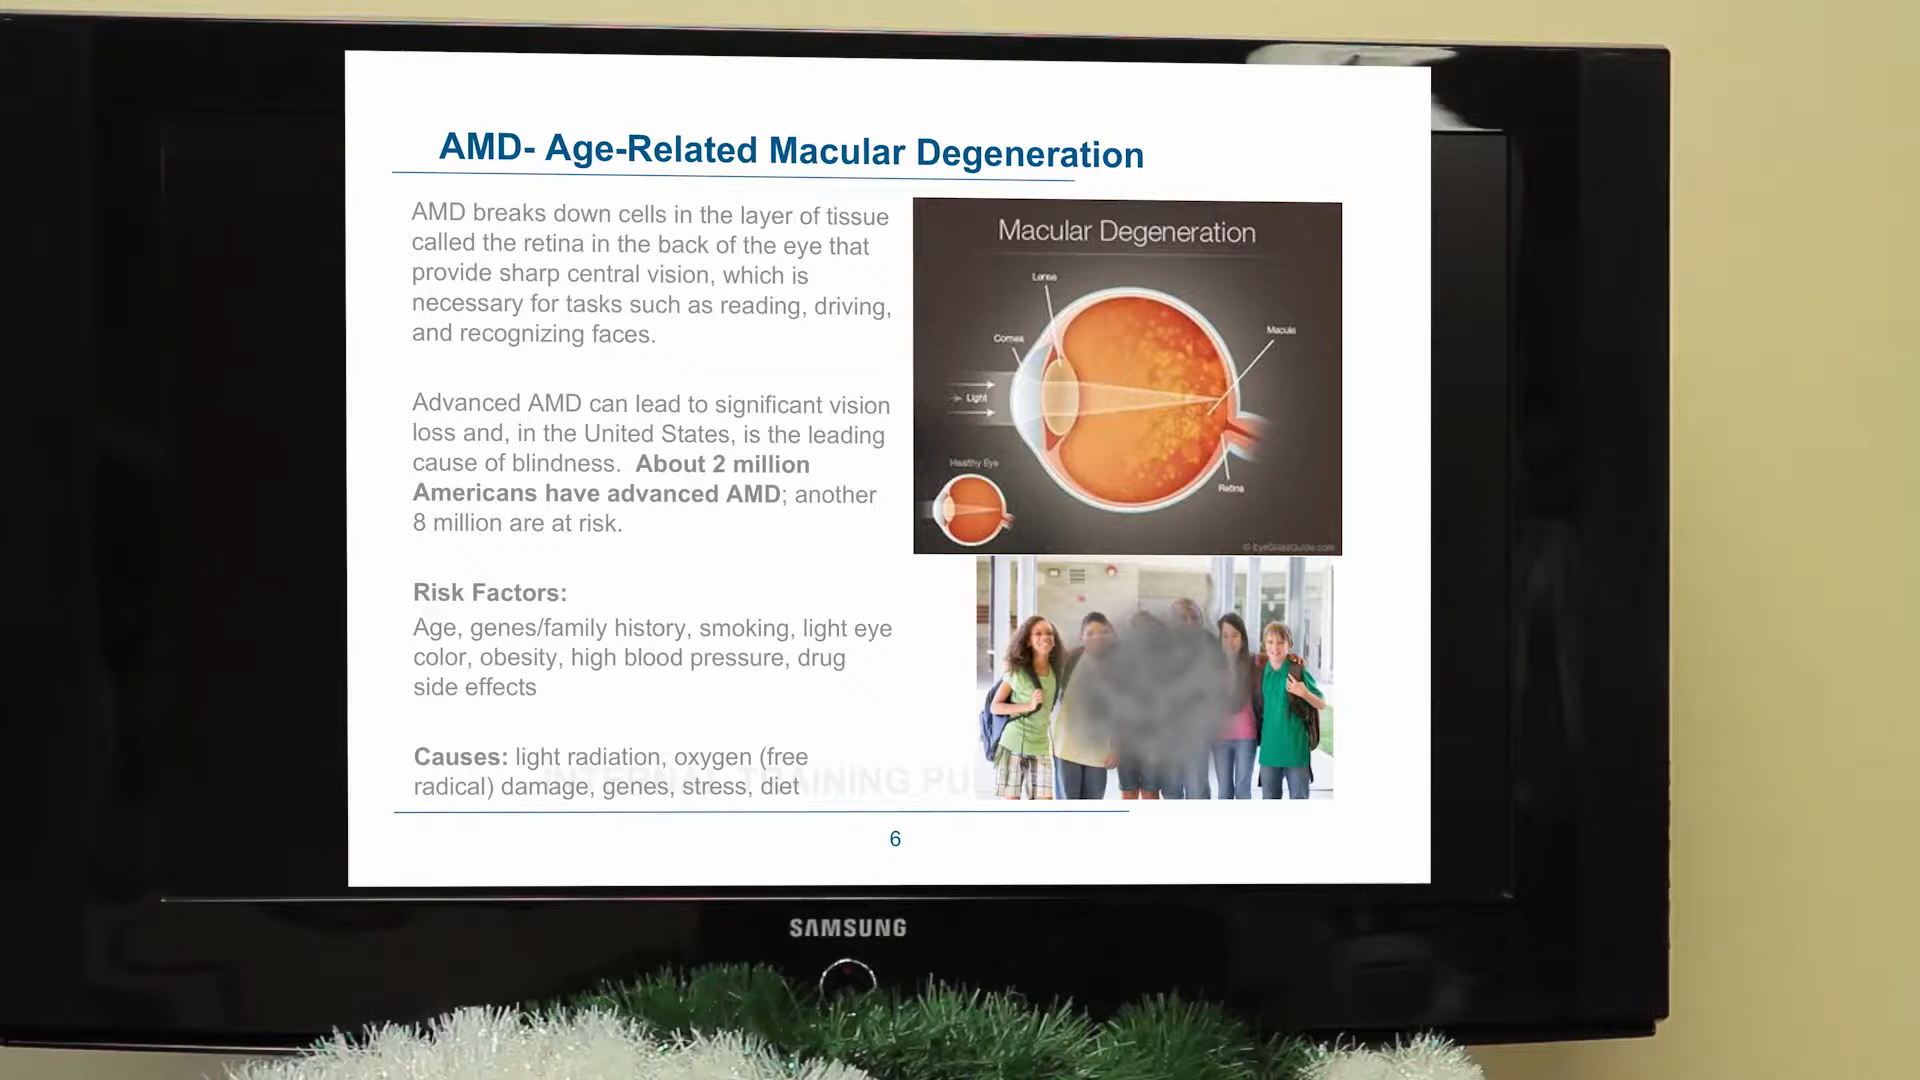 AMD- Age-Related Macular Degeneration
AMD breaks down cells in the layer of tissue
called the retina in the back of the eye that
provide sharp central vision, which is
necessary for tasks such as reading, driving,
and recognizing faces.
Advanced AMD can lead to significant vision
loss and, in the United States, is the leading
cause of blindness. About 2 million
Americans have advanced AMD; another
8 million are at risk.
Risk Factors:
Age, genes/family history, smoking, light eye
color, obesity, high blood pressure, drug
side effects
Causes: light radiation, oxygen (free
radical) damage, genes, stress, diet
INTERNAL TRAINING
6
Macular Degeneration
Lense
Cornea
Macula
Light
Healthy Eye
Retina
© EyeGlassGuide.com
SAMSUNG